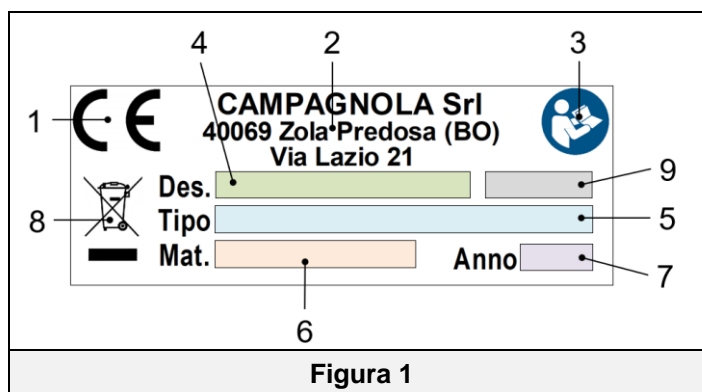 4 2 3
1 CE CAMPAGNOLA Srl
40069 Zola Predosa (BO)
Via Lazio 21
Des. 9
8 Tipo 5
Mat. Anno 7
6
Figura 1